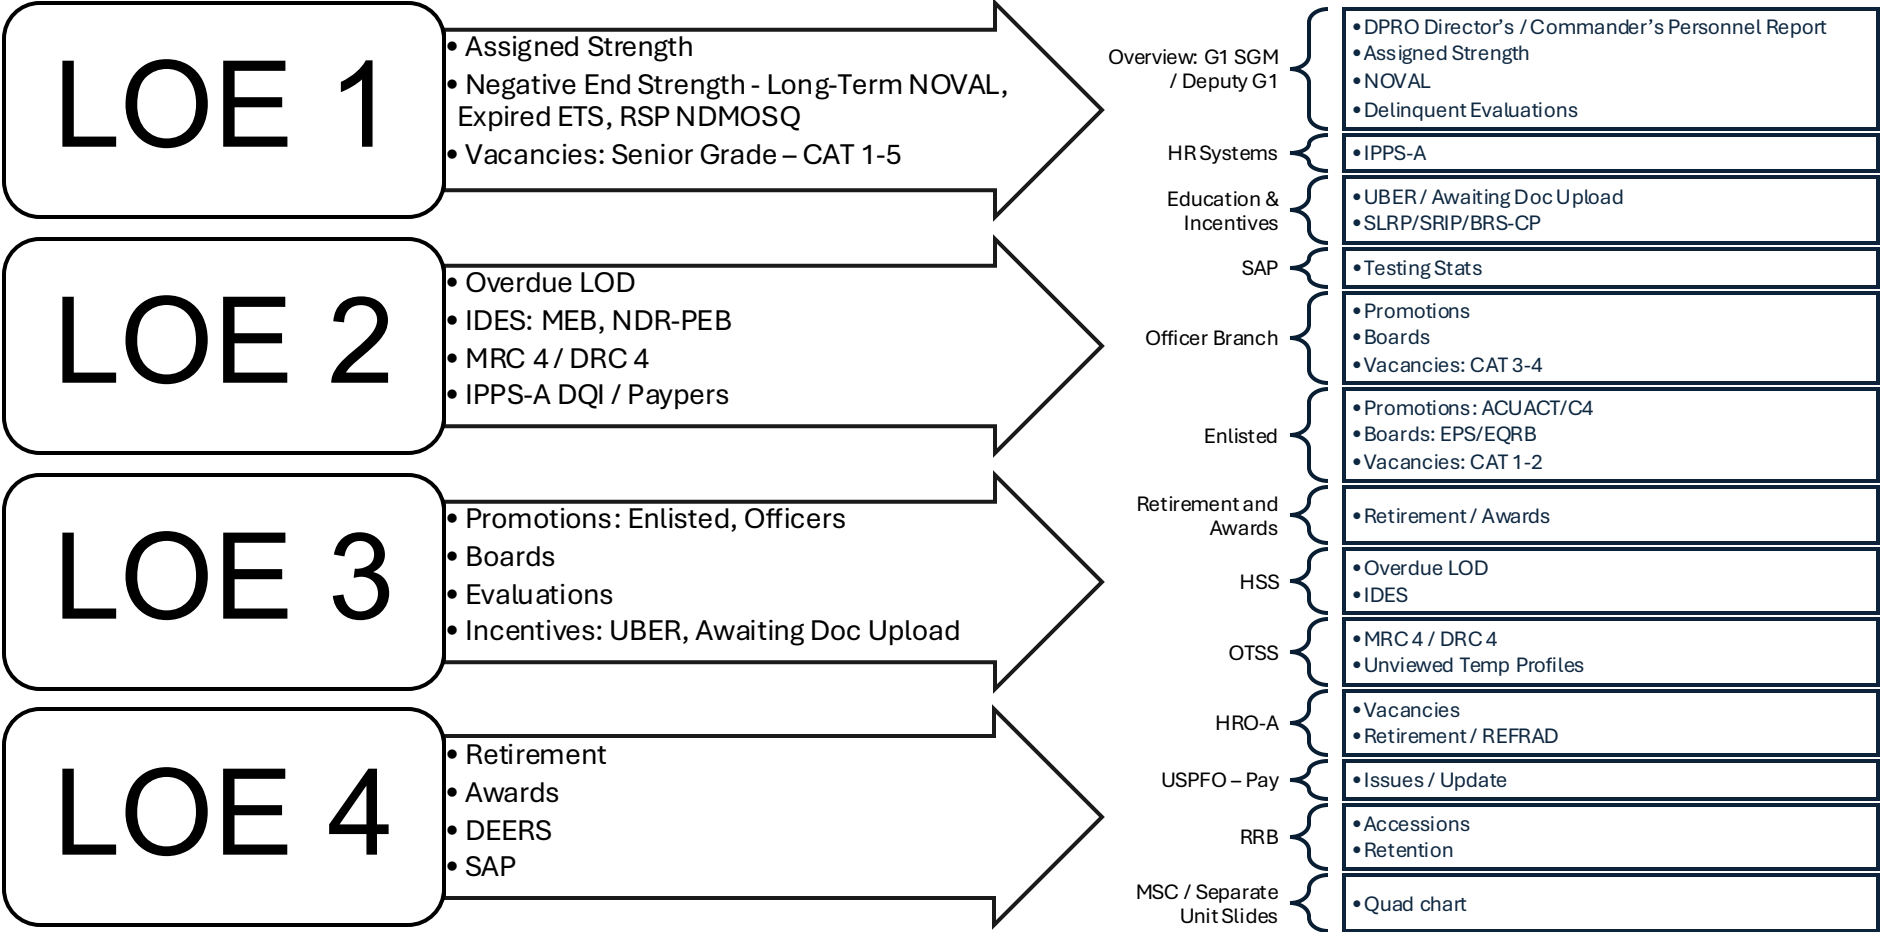 LOE 1
• Assigned Strength
• Negative End Strength - Long-Term NOVAL,
Expired ETS, RSP NDMOSQ
• Vacancies: Senior Grade – CAT 1-5
LOE 2
• Overdue LOD
• IDES: MEB, NDR-PEB
• MRC 4 / DRC 4
• IPPS-A DQI / Paypers
LOE 3
• Promotions: Enlisted, Officers
• Boards
• Evaluations
• Incentives: UBER, Awaiting Doc Upload
LOE 4
• Retirement
• Awards
• DEERS
• SAP
Overview: G1 SGM
/ Deputy G1
• DPRO Director’s / Commander’s Personnel Report
• Assigned Strength
• NOVAL
• Delinquent Evaluations
HR Systems
• IPPS-A
Education &
Incentives
• UBER / Awaiting Doc Upload
• SLRP/SRIP/BRS-CP
SAP
• Testing Stats
Officer Branch
• Promotions
• Boards
• Vacancies: CAT 3-4
Enlisted
• Promotions: ACUACT/C4
• Boards: EPS/EQRB
• Vacancies: CAT 1-2
Retirement and
Awards
• Retirement / Awards
HSS
• Overdue LOD
• IDES
OTSS
• MRC 4 / DRC 4
• Unviewed Temp Profiles
HRO-A
• Vacancies
• Retirement / REFRAD
USPFO – Pay
• Issues / Update
RRB
• Accessions
• Retention
MSC / Separate
Unit Slides
• Quad chart